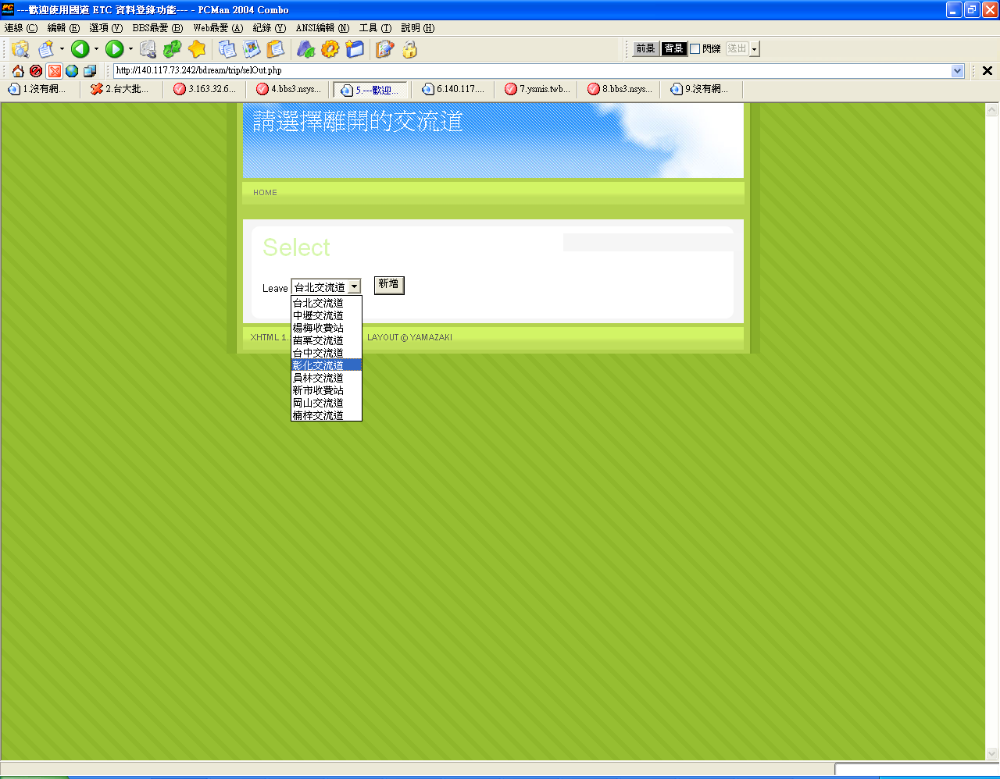 ---歡迎使用國道 ETC 資料登錄功能--- - PCMan 2004 Combo
連線 (C) 編輯 (E) 選項 (V) BBS最愛 (B) Web最愛 (A) 紀錄 (Y) ANSI編輯 (N) 工具 (T) 說明 (H)
前景 背景 閃爍 送出
http://140.117.73.242/bdream/trip/selOut.php
1.沒有網... 2.台大批... 3.163.32.6... 4.bbs3.nsys... 5.---歡迎... 6.140.117.... 7.ysmis.twb... 8.bbs3.nsys... 9.沒有網...
請選擇離開的交流道
HOME
Select
Leave 台北交流道 新增
台北交流道
中壢交流道
楊梅收費站
苗栗交流道
台中交流道
彰化交流道
員林交流道
新市收費站
岡山交流道
楠梓交流道
XHTML 1. LAYOUT © YAMAZAKI